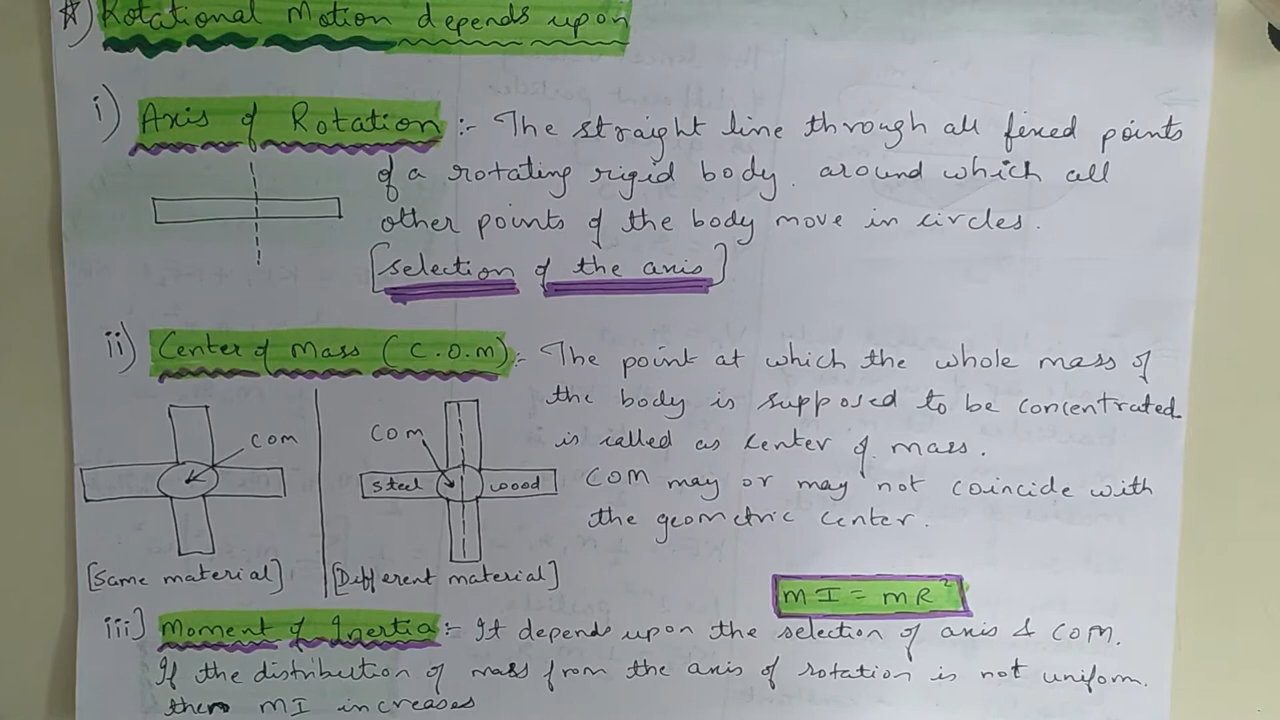 ☆) Rotational Motion depends upon
i) Axis of Rotation :- The straight line through all fixed points
of a rotating rigid body. around which all
other points of the body move in circles.
[selection of the axis]
ii) Center of Mass (C.O.M) :- The point at which the whole mass of
the body is supposed to be concentrated
is called as center of mass.
COM may or may not coincide with
the geometric center.
COM
[Same material]
COM
steel
wood
[Different material]
MI = MR²
iii] Moment of Inertia :- It depends upon the selection of axis & COM.
If the distribution of mass from the axis of rotation is not uniform.
then MI increases